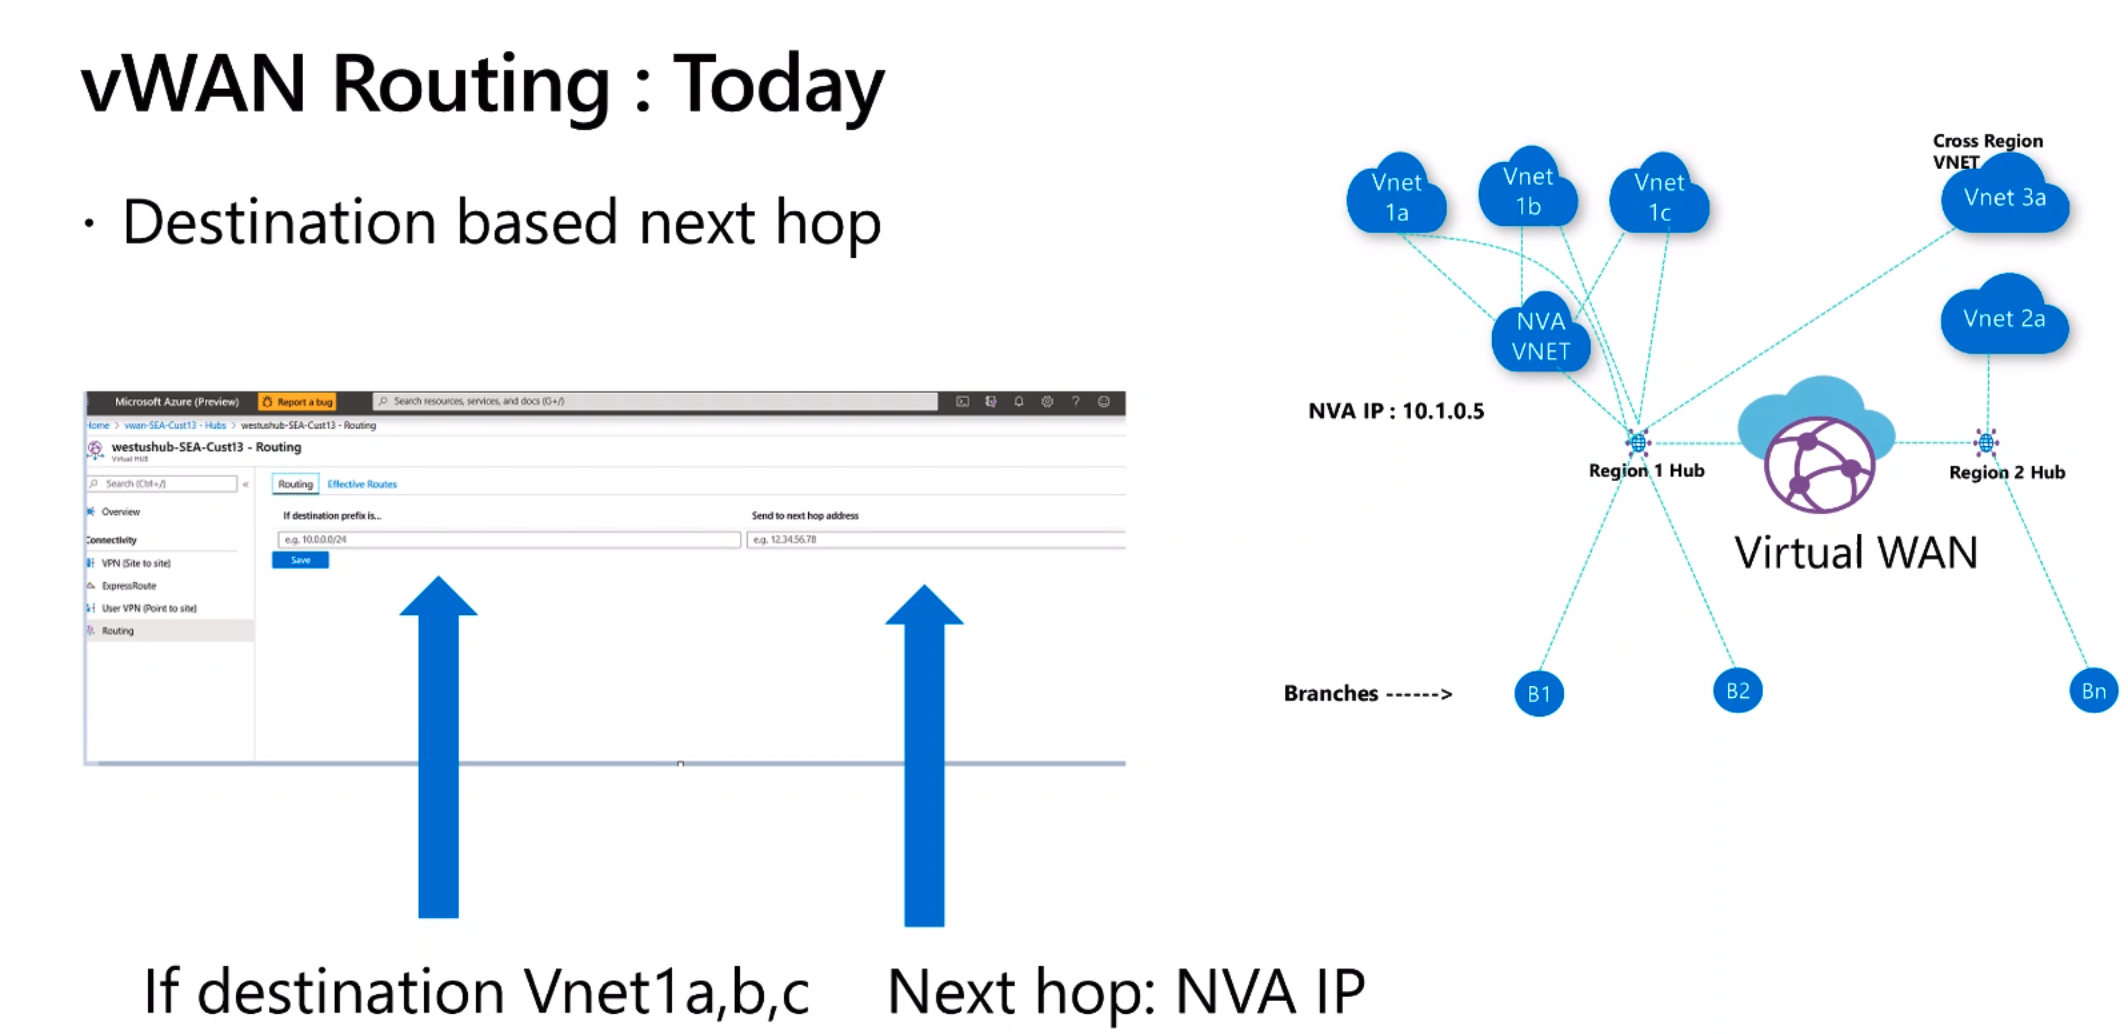 vWAN Routing : Today
· Destination based next hop
Microsoft Azure (Preview)
Report a bug
Search resources, services, and docs (G+/)
Home > vwan-SEA-Cust13 - Hubs > westushub-SEA-Cust13 - Routing
westushub-SEA-Cust13 - Routing
Virtual HUB
Search (Ctrl+/)
«
Overview
Connectivity
VPN (Site to site)
ExpressRoute
User VPN (Point to site)
Routing
Routing
Effective Routes
If destination prefix is...
Send to next hop address
e.g. 10.0.0.0/24
e.g. 12.34.56.78
Save
If destination Vnet1a,b,c
Next hop: NVA IP
Cross Region
VNET
Vnet
1a
Vnet
1b
Vnet
1c
Vnet 3a
NVA
VNET
Vnet 2a
NVA IP : 10.1.0.5
Region 1 Hub
Region 2 Hub
Virtual WAN
Branches ------>
B1
B2
Bn